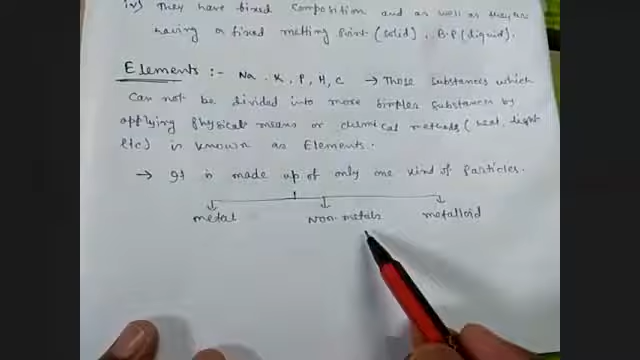 iv) They have fixed composition and as well as they are
having a fixed melting point (solid), B.P (liquid).
Elements :- Na, K, P, H, C → Those substances which
can not be divided into more simpler substances by
applying physical means or chemical methods (heat, light
etc) is known as Elements.
→ It is made up of only one kind of particles.
metal Non-metals metalloid